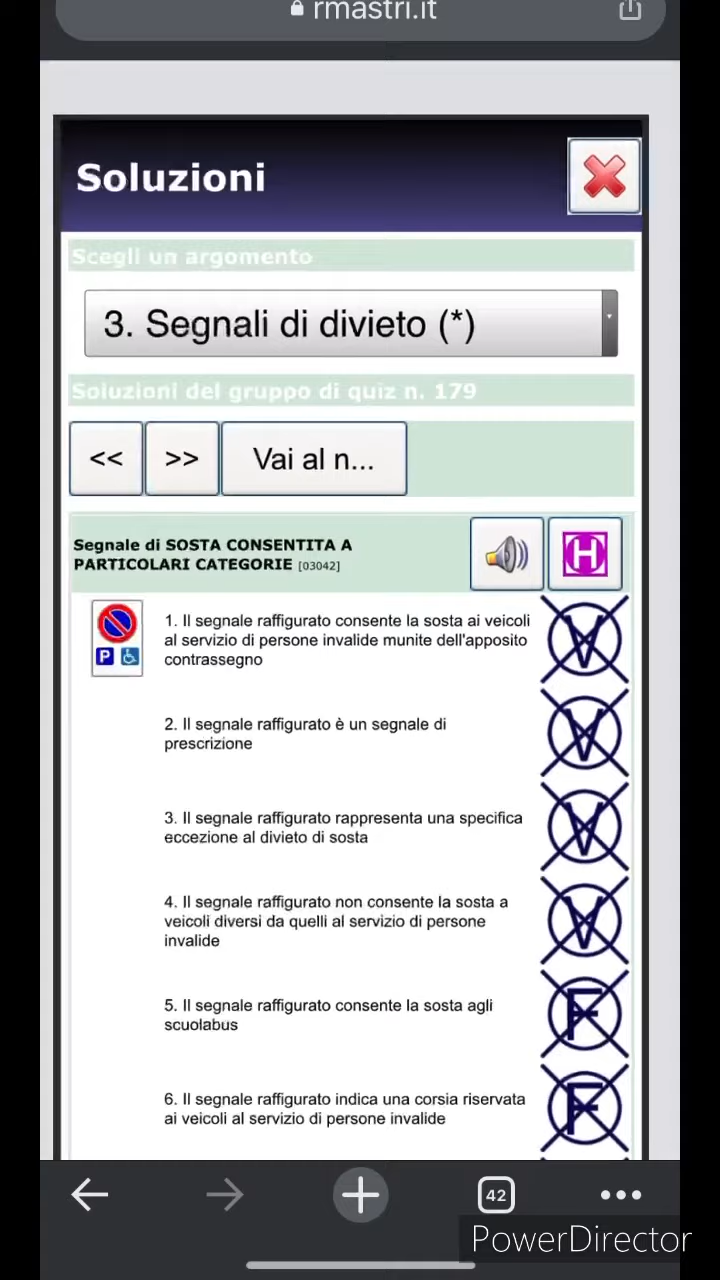 rmastri.it
Soluzioni
Scegli un argomento
3. Segnali di divieto (*)
Soluzioni del gruppo di quiz n. 179
<<
>>
Vai al n...
Segnale di SOSTA CONSENTITA A
PARTICOLARI CATEGORIE [03042]
H
P
1. Il segnale raffigurato consente la sosta ai veicoli
al servizio di persone invalide munite dell'apposito
contrassegno
V
2. Il segnale raffigurato è un segnale di
prescrizione
V
3. Il segnale raffigurato rappresenta una specifica
eccezione al divieto di sosta
V
4. Il segnale raffigurato non consente la sosta a
veicoli diversi da quelli al servizio di persone
invalide
V
5. Il segnale raffigurato consente la sosta agli
scuolabus
F
6. Il segnale raffigurato indica una corsia riservata
ai veicoli al servizio di persone invalide
F
42
PowerDirector